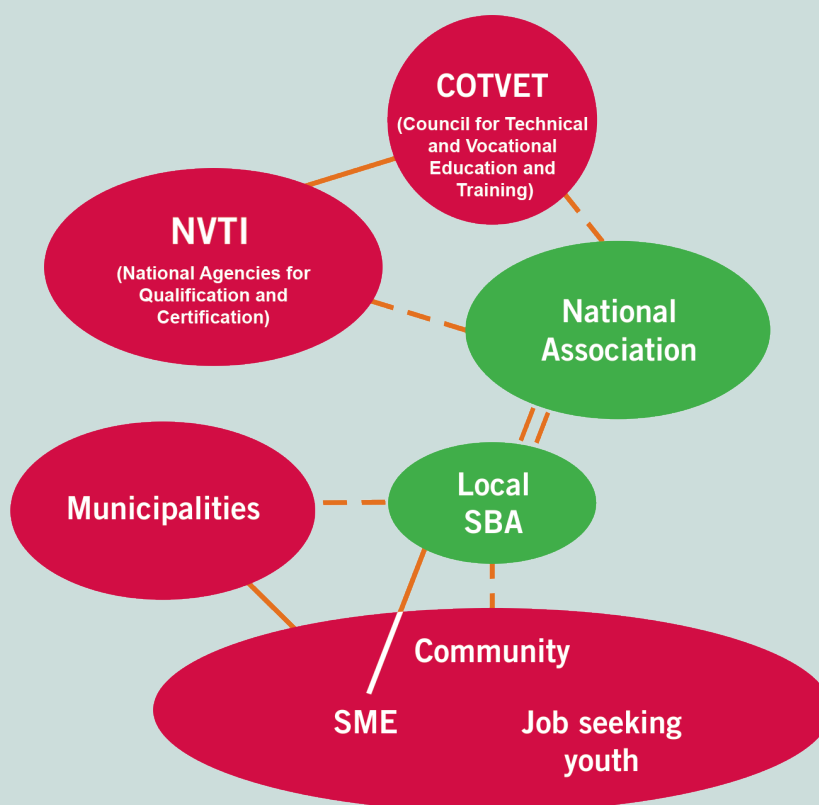 COTVET
(Council for Technical
and Vocational
Education and
Training)
NVTI
(National Agencies for
Qualification and
Certification)
National
Association
Municipalities
Local
SBA
Community
SME
Job seeking
youth